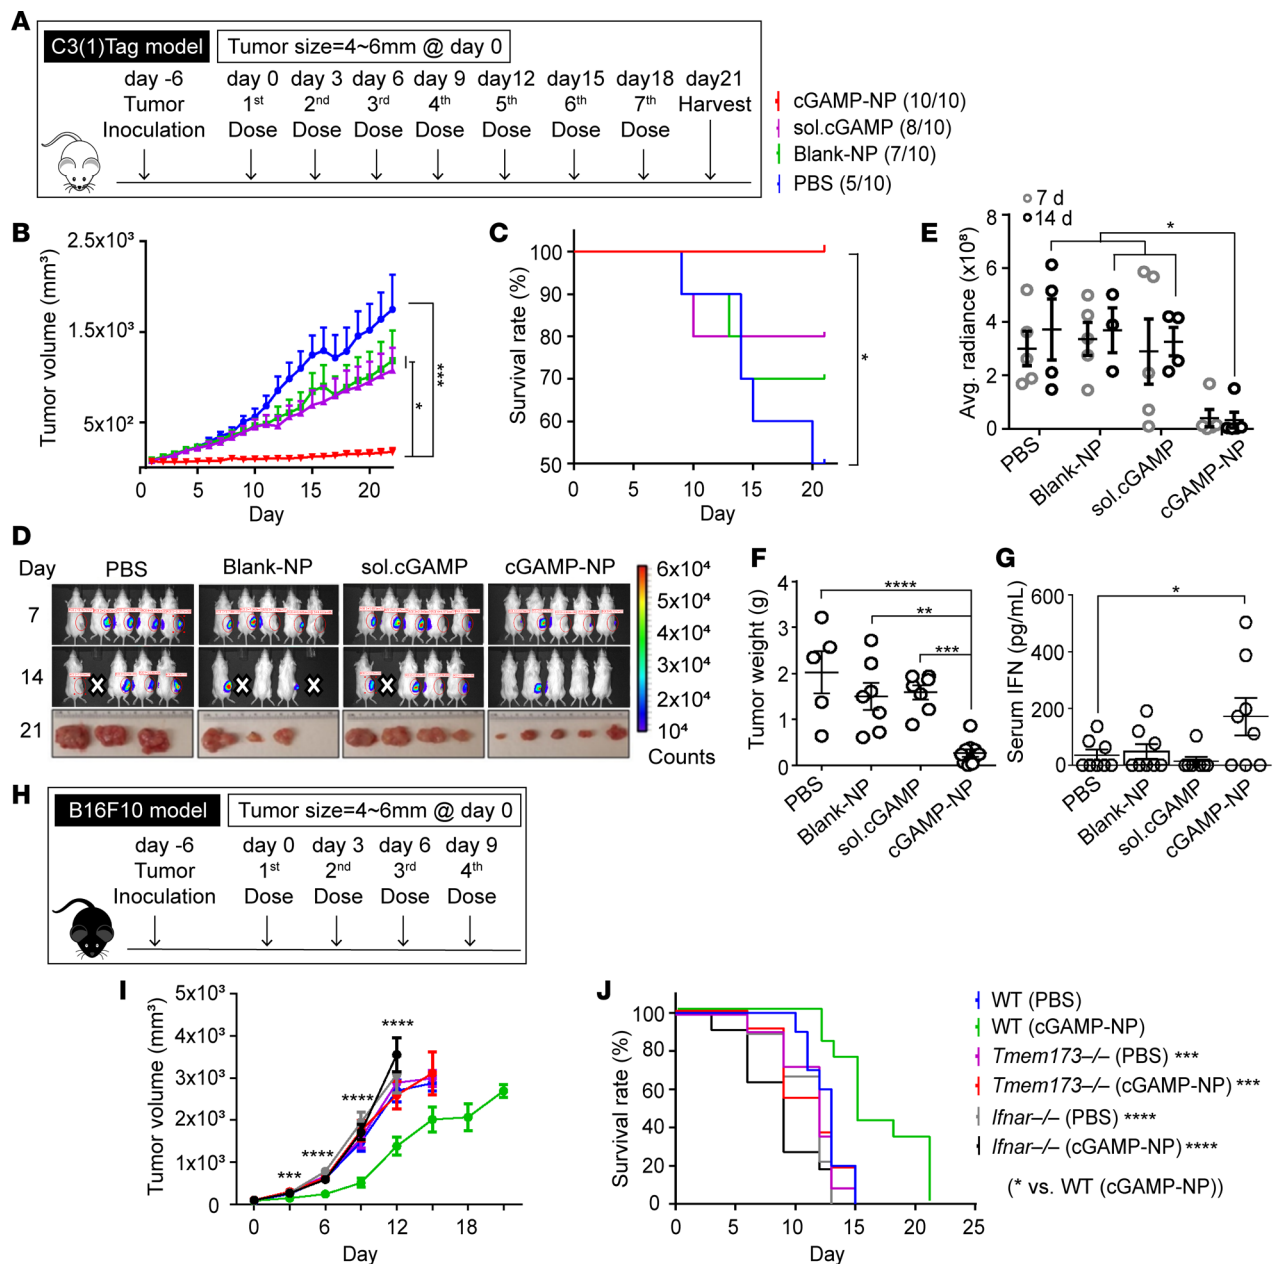 A
C3(1)Tag model
Tumor size=4~6mm @ day 0
day -6 day 0 day 3 day 6 day 9 day12 day15 day18 day21
Tumor 1st 2nd 3rd 4th 5th 6th 7th Harvest
Inoculation Dose Dose Dose Dose Dose Dose Dose
cGAMP-NP (10/10)
sol.cGAMP (8/10)
Blank-NP (7/10)
PBS (5/10)
B
Tumor volume (mm³)
2.5x10³
1.5x10³
5x10²
0
***
*
0 5 10 15 20
Day
C
Survival rate (%)
100
90
80
70
60
50
*
0 5 10 15 20
Day
E
7 d
14 d
*
Avg. radiance (x10⁸)
8
6
4
2
0
PBS
Blank-NP
sol.cGAMP
cGAMP-NP
D
Day PBS Blank-NP sol.cGAMP cGAMP-NP
7
14
21
X
X
X
X
6x10⁴
5x10⁴
4x10⁴
3x10⁴
2x10⁴
10⁴
Counts
F
Tumor weight (g)
4
3
2
1
0
****
**
***
PBS
Blank-NP
sol.cGAMP
cGAMP-NP
G
Serum IFN (pg/mL)
600
400
200
0
*
PBS
Blank-NP
sol.cGAMP
cGAMP-NP
H
B16F10 model
Tumor size=4~6mm @ day 0
day -6 day 0 day 3 day 6 day 9
Tumor 1st 2nd 3rd 4th
Inoculation Dose Dose Dose Dose
I
Tumor volume (mm³)
5x10³
4x10³
3x10³
2x10³
1x10³
0
***
****
****
****
0 6 12 18
Day
J
Survival rate (%)
100
80
60
40
20
0
0 5 10 15 20 25
Day
WT (PBS)
WT (cGAMP-NP)
Tmem173–/– (PBS) ***
Tmem173–/– (cGAMP-NP) ***
Ifnar–/– (PBS) ****
Ifnar–/– (cGAMP-NP) ****
(* vs. WT (cGAMP-NP))